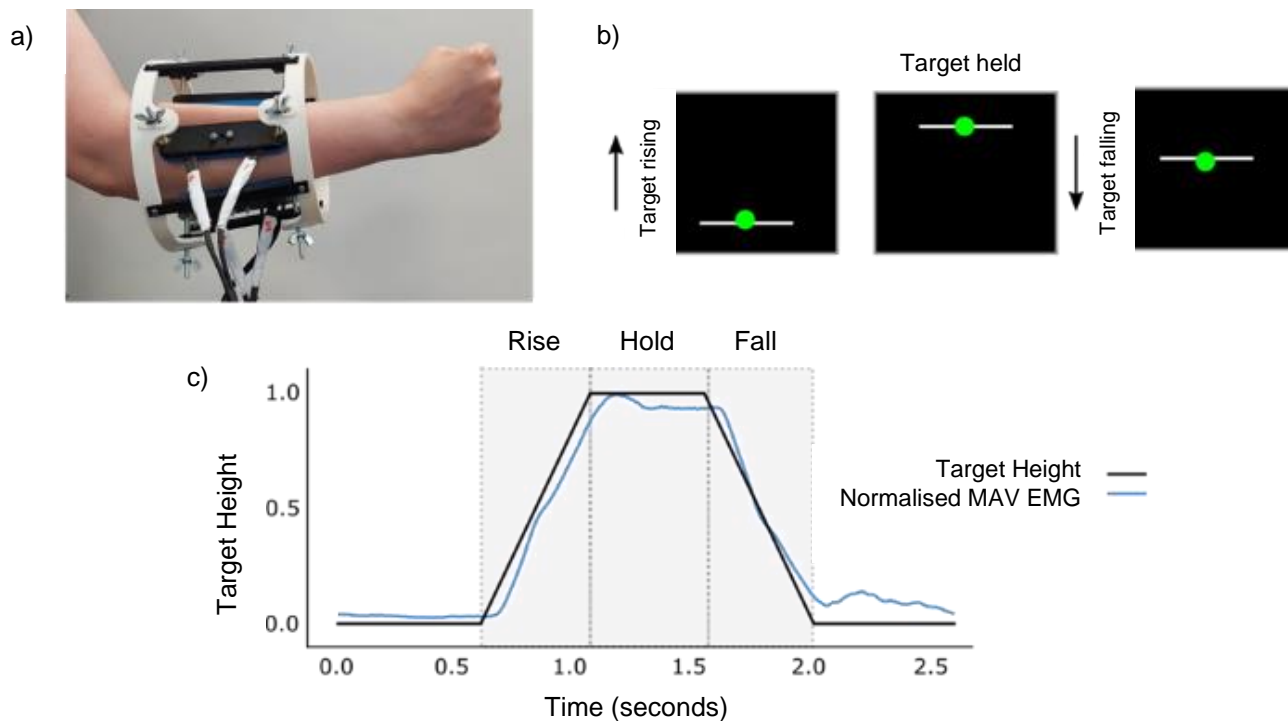 a)
b)
Target held
Target rising
Target falling
Rise Hold Fall
c)
1.0
0.5
0.0
Target Height
Target Height
Normalised MAV EMG
0.0 0.5 1.0 1.5 2.0 2.5
Time (seconds)